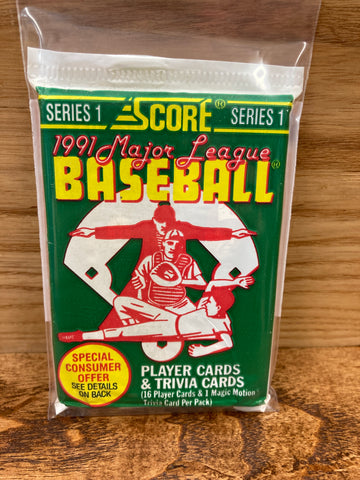 SERIES 1 SCORE® SERIES 1
1991 Major League
BASEBALL®
SPECIAL
CONSUMER
OFFER
SEE DETAILS
ON BACK
PLAYER CARDS
& TRIVIA CARDS
(16 Player Cards & 1 Magic Motion
Trivia Card Per Pack)